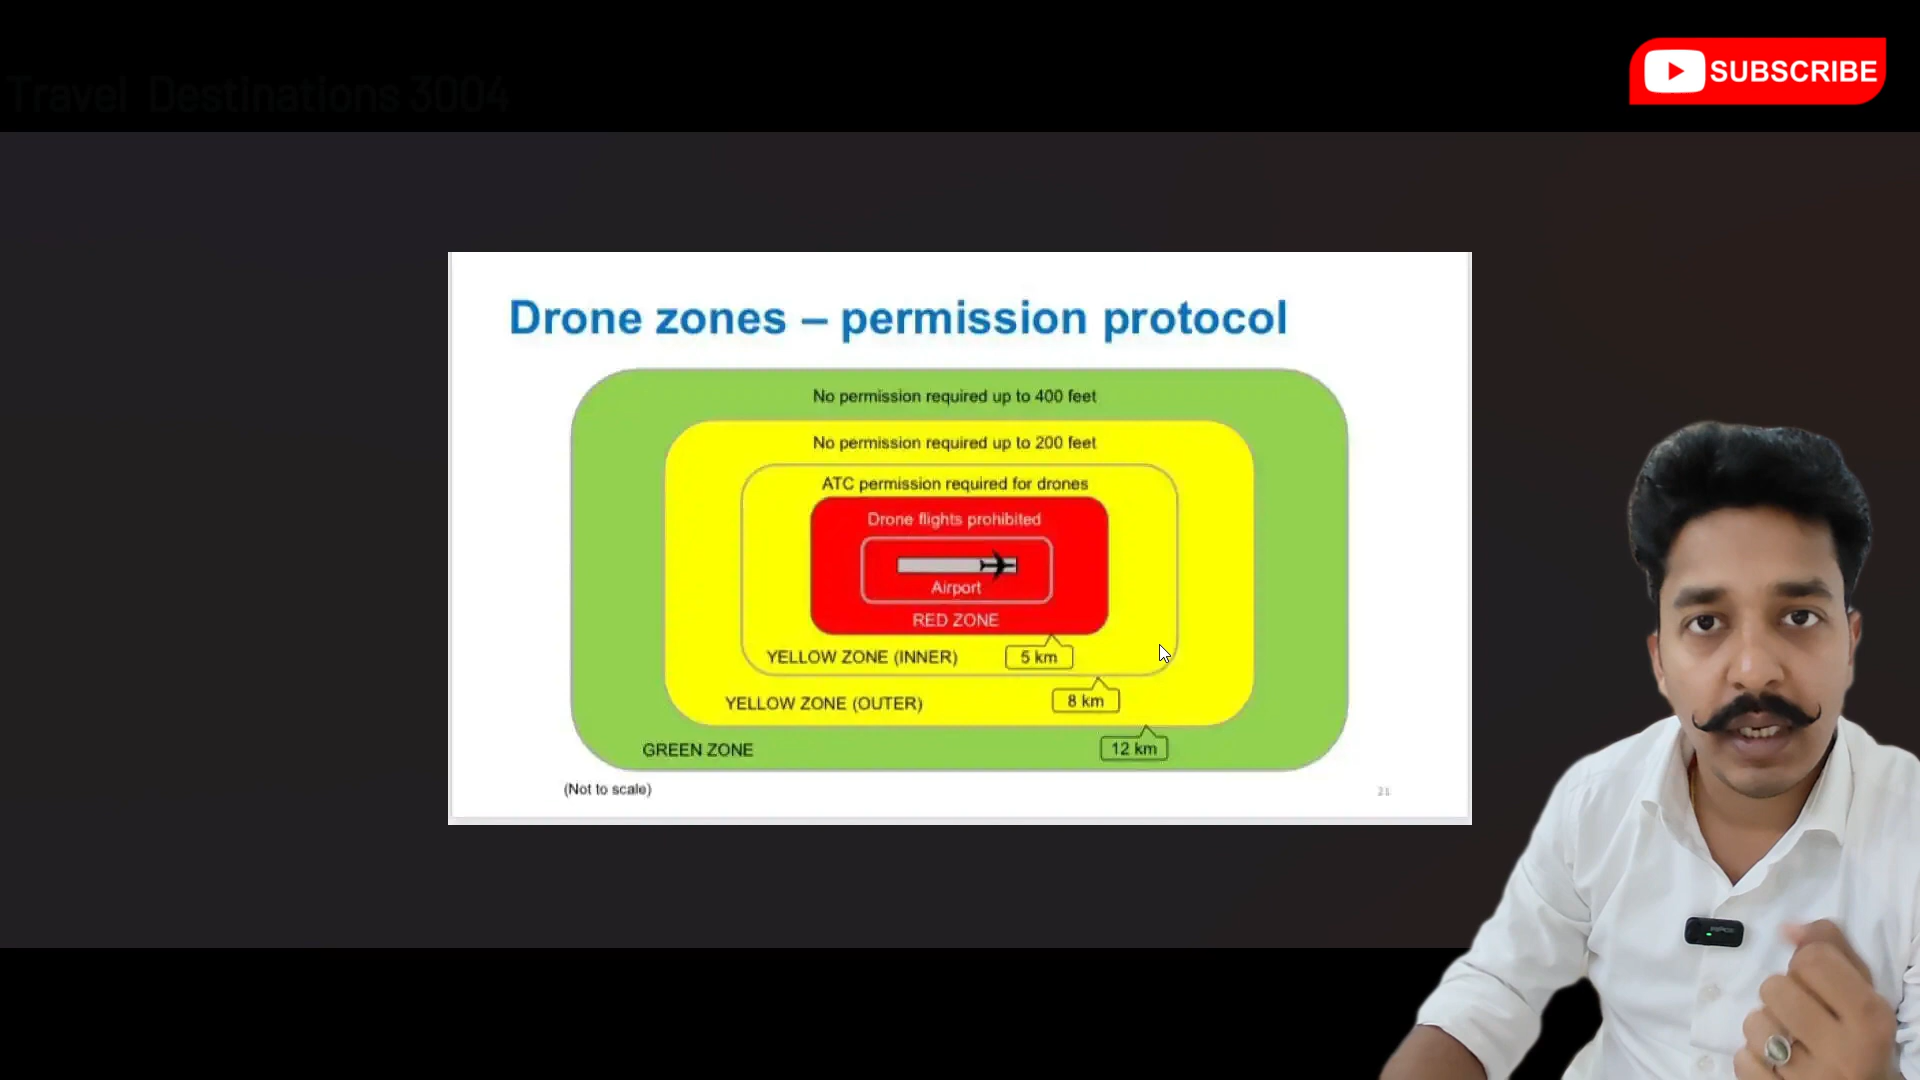 Travel Destinations 3004
SUBSCRIBE
Drone zones – permission protocol
No permission required up to 400 feet
No permission required up to 200 feet
ATC permission required for drones
Drone flights prohibited
Airport
RED ZONE
YELLOW ZONE (INNER)
5 km
YELLOW ZONE (OUTER)
8 km
GREEN ZONE
12 km
(Not to scale)
21